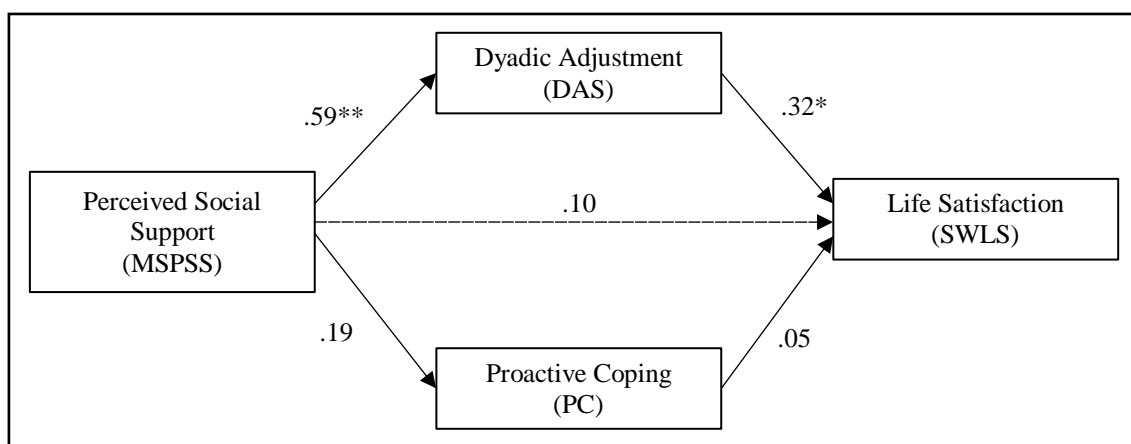 Dyadic Adjustment
(DAS)
.59**
.32*
Perceived Social
Support
(MSPSS)
.10
Life Satisfaction
(SWLS)
.19
.05
Proactive Coping
(PC)